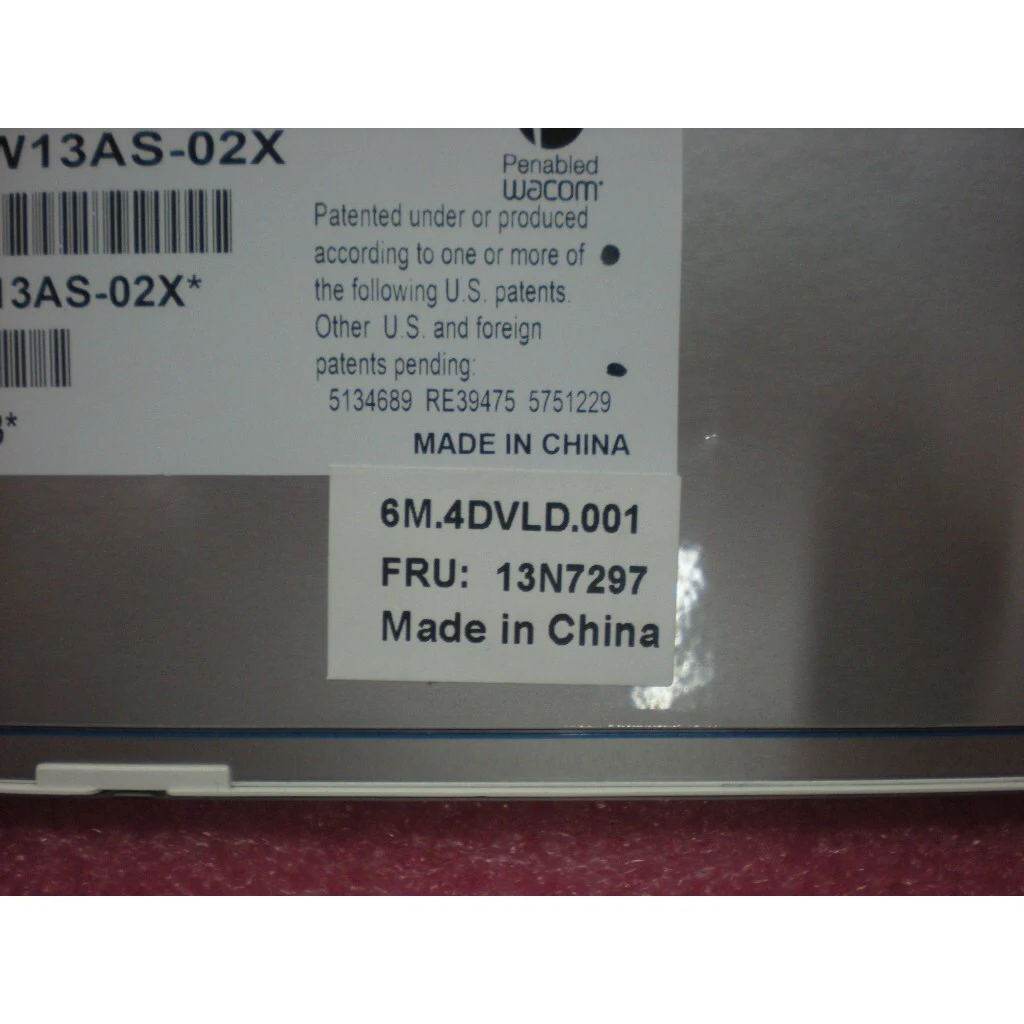 W13AS-02X
Penabled
wacom
Patented under or produced
according to one or more of
the following U.S. patents.
Other U.S. and foreign
patents pending:
5134689 RE39475 5751229
MADE IN CHINA
13AS-02X*
6M.4DVLD.001
FRU: 13N7297
Made in China